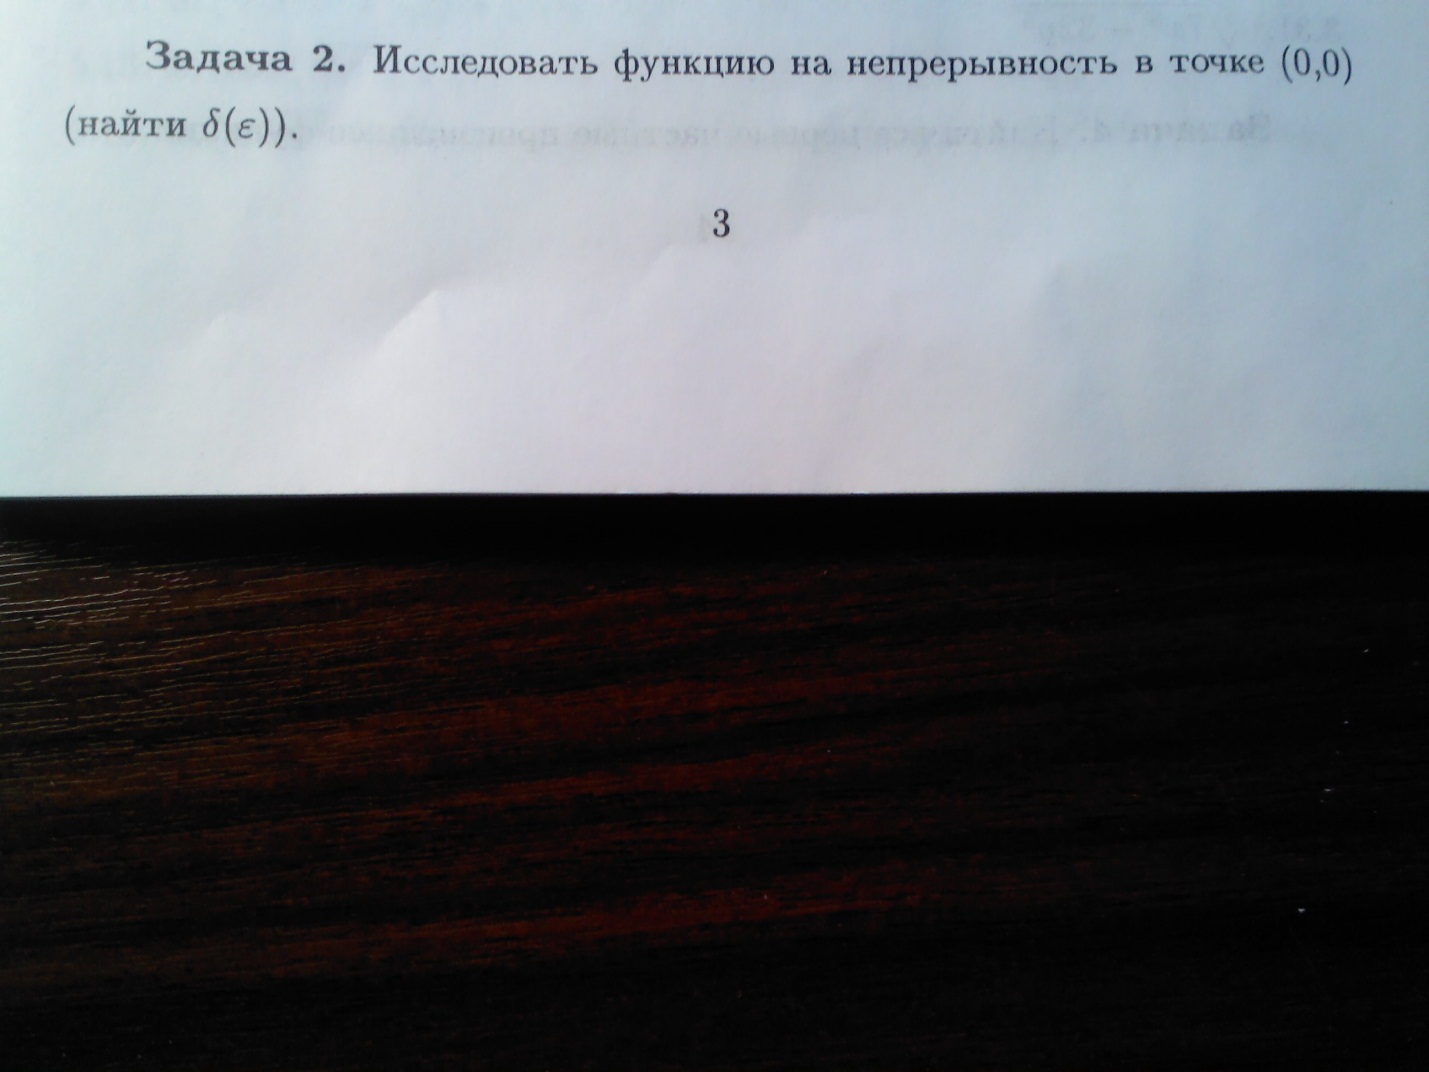 Задача 2. Исследовать функцию на непрерывность в точке (0,0)
(найти δ(ε)).
3